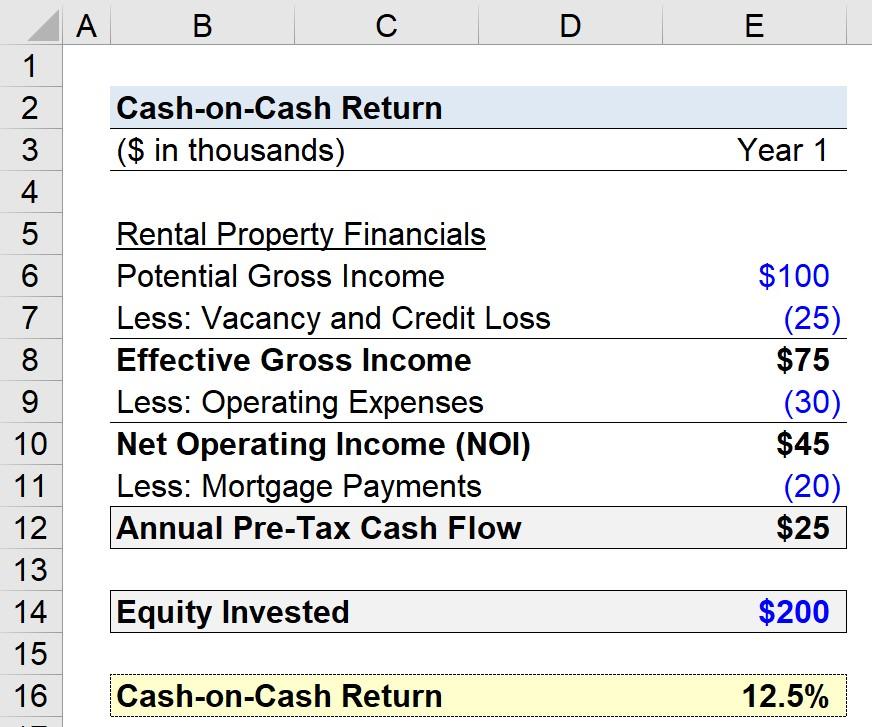 A B C D E
1
2 Cash-on-Cash Return
3 ($ in thousands) Year 1
4
5 Rental Property Financials
6 Potential Gross Income $100
7 Less: Vacancy and Credit Loss (25)
8 Effective Gross Income $75
9 Less: Operating Expenses (30)
10 Net Operating Income (NOI) $45
11 Less: Mortgage Payments (20)
12 Annual Pre-Tax Cash Flow $25
13
14 Equity Invested $200
15
16 Cash-on-Cash Return 12.5%